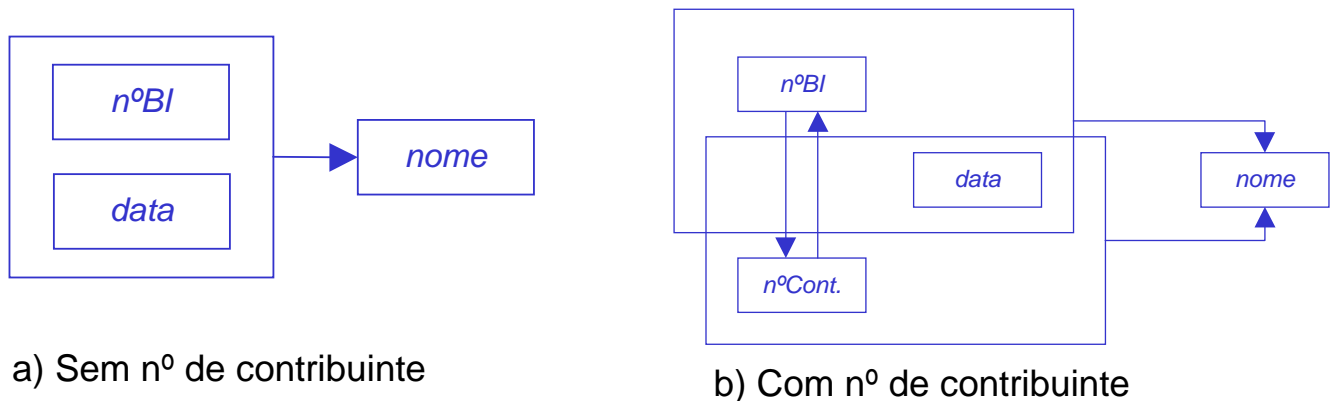 nºBI
data
nome
a) Sem nº de contribuinte
nºBI
data
nome
nºCont.
b) Com nº de contribuinte